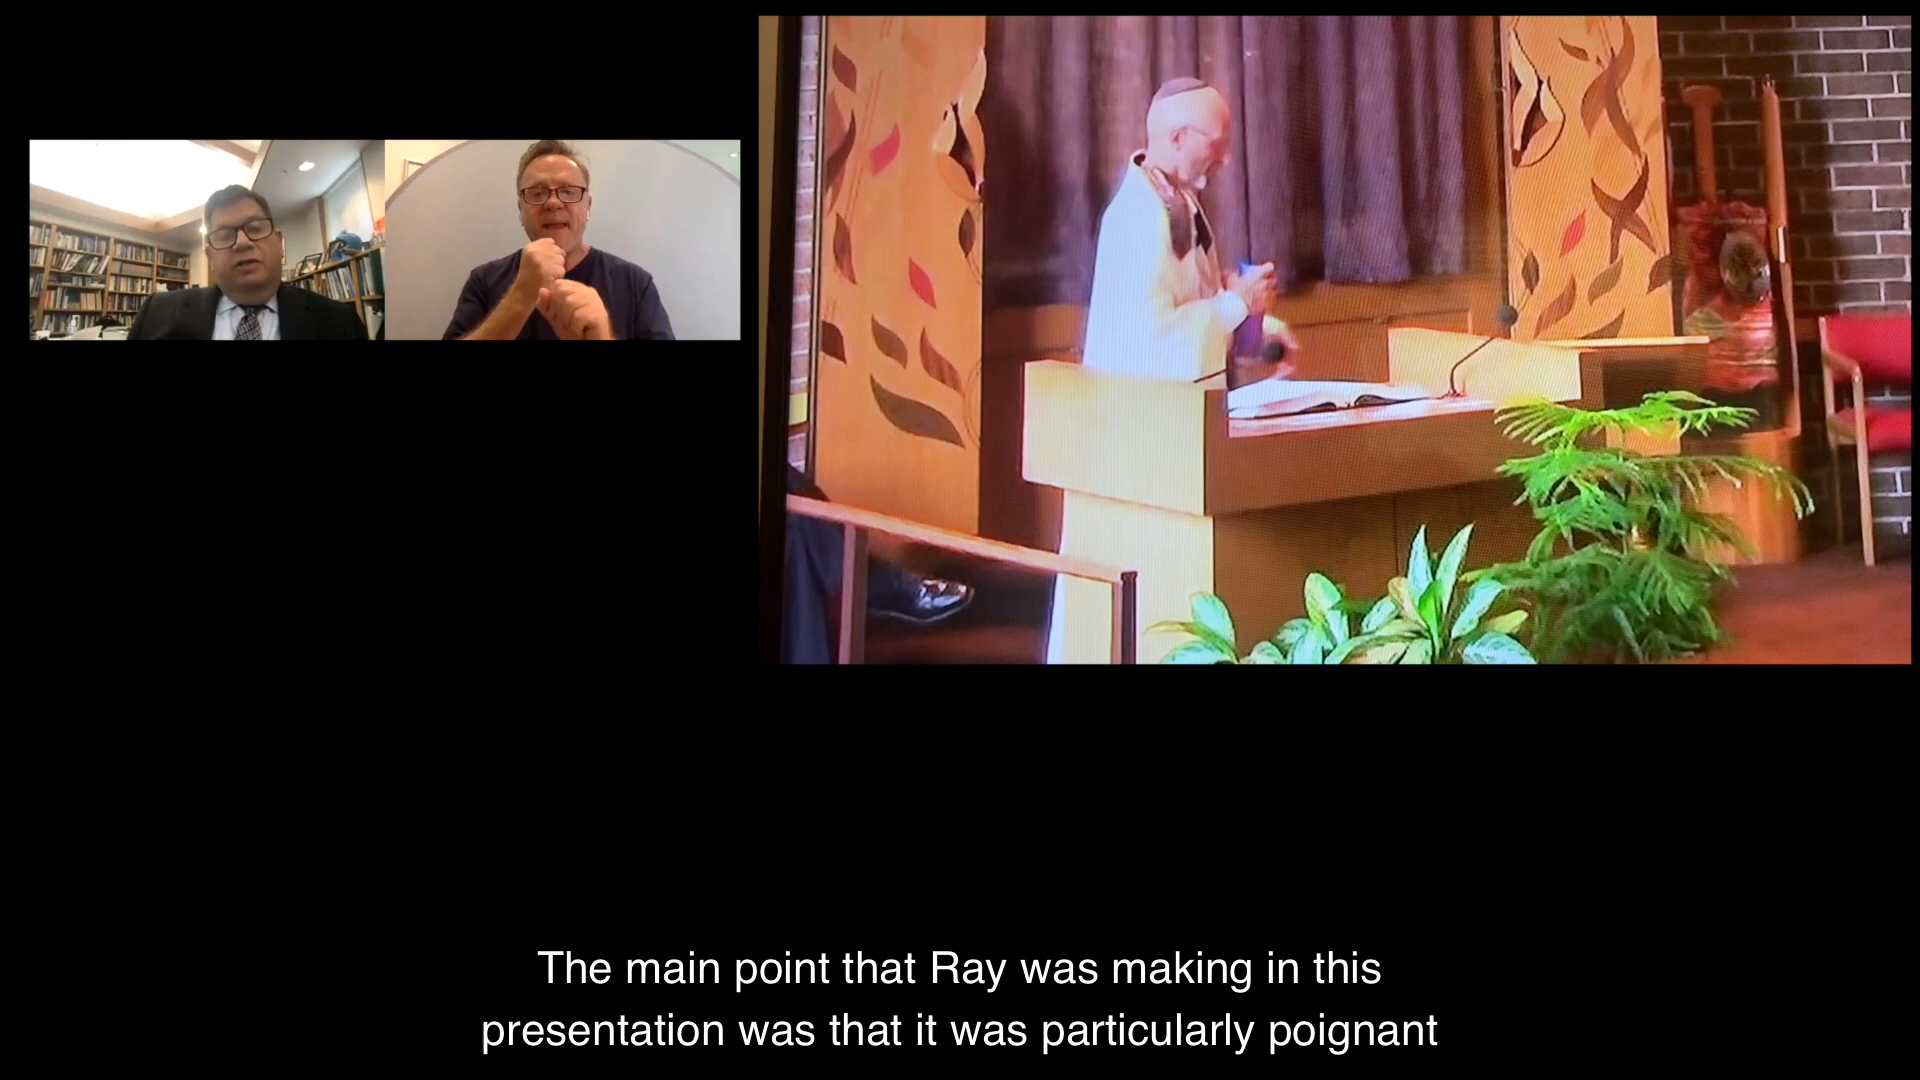 The main point that Ray was making in this
presentation was that it was particularly poignant